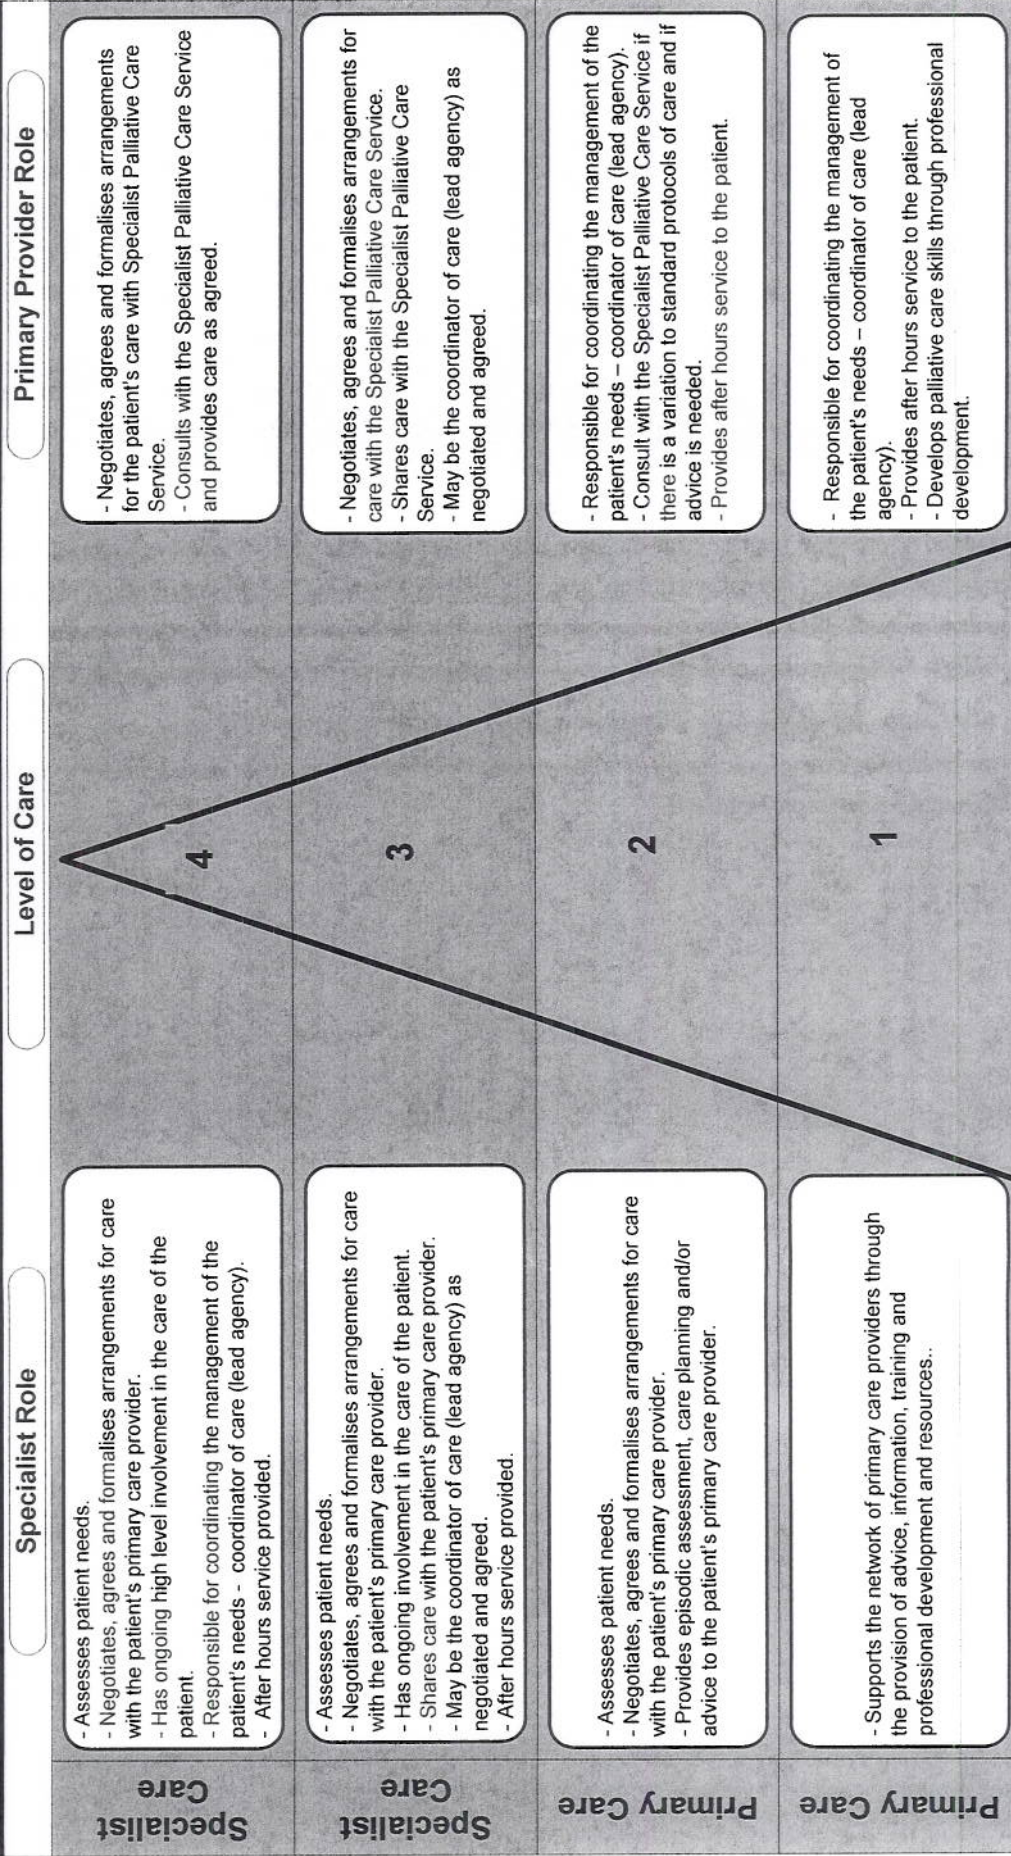 Specialist Role
Level of Care
Primary Provider Role
Specialist
Care
- Assesses patient needs.
- Negotiates, agrees and formalises arrangements for care
with the patient's primary care provider.
- Has ongoing high level involvement in the care of the
patient.
- Responsible for coordinating the management of the
patient's needs - coordinator of care (lead agency).
- After hours service provided.
4
- Negotiates, agrees and formalises arrangements
for the patient's care with Specialist Palliative Care
Service.
- Consults with the Specialist Palliative Care Service
and provides care as agreed.
Specialist
Care
- Assesses patient needs.
- Negotiates, agrees and formalises arrangements for care
with the patient's primary care provider.
- Has ongoing involvement in the care of the patient.
- Shares care with the patient's primary care provider.
- May be the coordinator of care (lead agency) as
negotiated and agreed.
- After hours service provided.
3
- Negotiates, agrees and formalises arrangements for
care with the Specialist Palliative Care Service.
- Shares care with the Specialist Palliative Care
Service.
- May be the coordinator of care (lead agency) as
negotiated and agreed.
Primary Care
- Assesses patient needs.
- Negotiates, agrees and formalises arrangements for care
with the patient's primary care provider.
- Provides episodic assessment, care planning and/or
advice to the patient's primary care provider.
2
- Responsible for coordinating the management of the
patient's needs – coordinator of care (lead agency).
- Consult with the Specialist Palliative Care Service if
there is a variation to standard protocols of care and if
advice is needed.
- Provides after hours service to the patient.
Primary Care
- Supports the network of primary care providers through
the provision of advice, information, training and
professional development and resources..
1
- Responsible for coordinating the management of
the patient's needs – coordinator of care (lead
agency).
- Provides after hours service to the patient.
- Develops palliative care skills through professional
development.